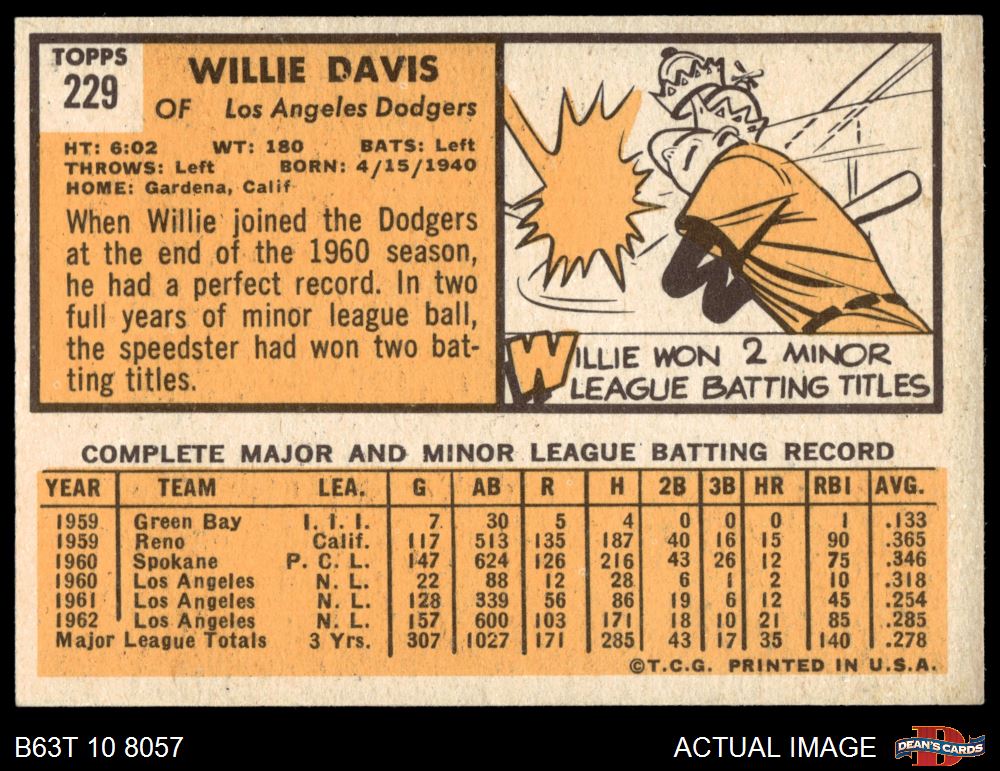 TOPPS
229
WILLIE DAVIS
OF Los Angeles Dodgers
HT: 6:02 WT: 180 BATS: Left
THROWS: Left BORN: 4/15/1940
HOME: Gardena, Calif
When Willie joined the Dodgers
at the end of the 1960 season,
he had a perfect record. In two
full years of minor league ball,
the speedster had won two bat-
ting titles.
WILLIE WON 2 MINOR
LEAGUE BATTING TITLES
COMPLETE MAJOR AND MINOR LEAGUE BATTING RECORD
YEAR TEAM LEA. G AB R H 2B 3B HR RBI AVG.
1959 Green Bay I. I. I. 7 30 5 4 0 0 0 1 .133
1959 Reno Calif. 117 513 135 187 40 16 15 90 .365
1960 Spokane P. C. L. 147 624 126 216 43 26 12 75 .346
1960 Los Angeles N. L. 22 88 12 28 6 1 2 10 .318
1961 Los Angeles N. L. 128 339 56 86 19 6 12 45 .254
1962 Los Angeles N. L. 157 600 103 171 18 10 21 85 .285
Major League Totals 3 Yrs. 307 1027 171 285 43 17 35 140 .278
©T.C.G. PRINTED IN U.S.A.
B63T 10 8057 ACTUAL IMAGE DEAN'S CARDS